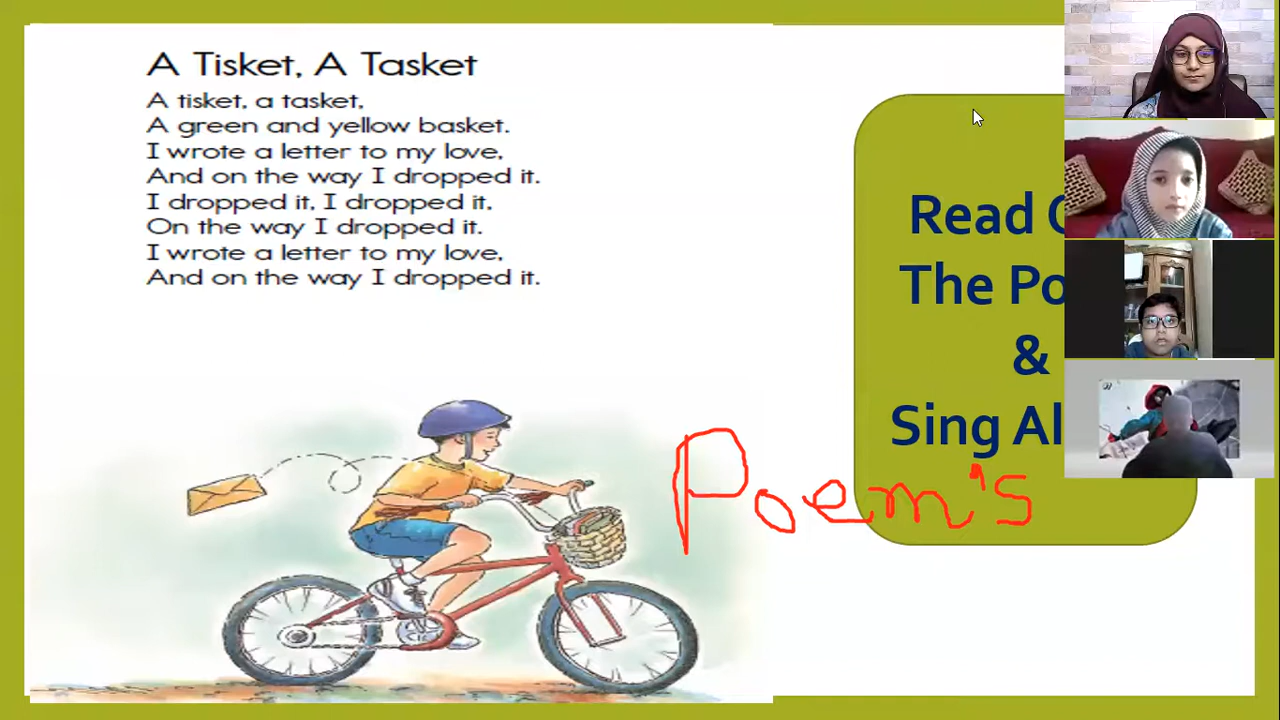 A Tisket, A Tasket
A tisket, a tasket,
A green and yellow basket.
I wrote a letter to my love,
And on the way I dropped it.
I dropped it, I dropped it,
On the way I dropped it.
I wrote a letter to my love,
And on the way I dropped it.
Read
The
&
Sing
Poem's